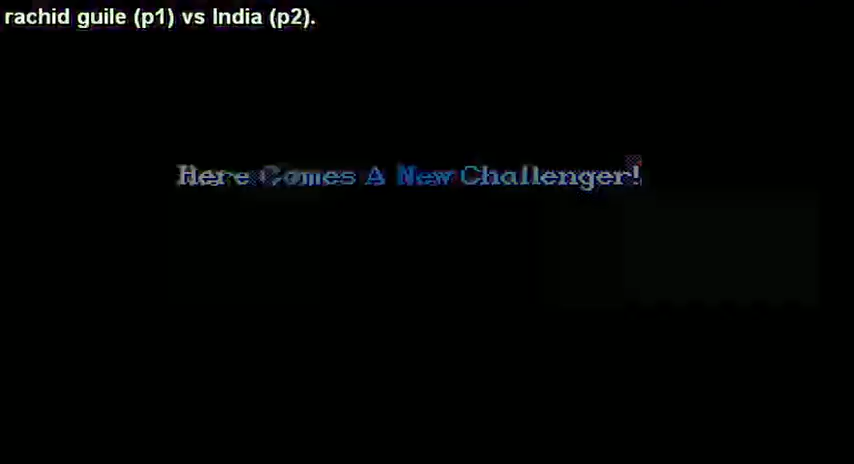 rachid guile (p1) vs India (p2).
Here Comes A New Challenger!